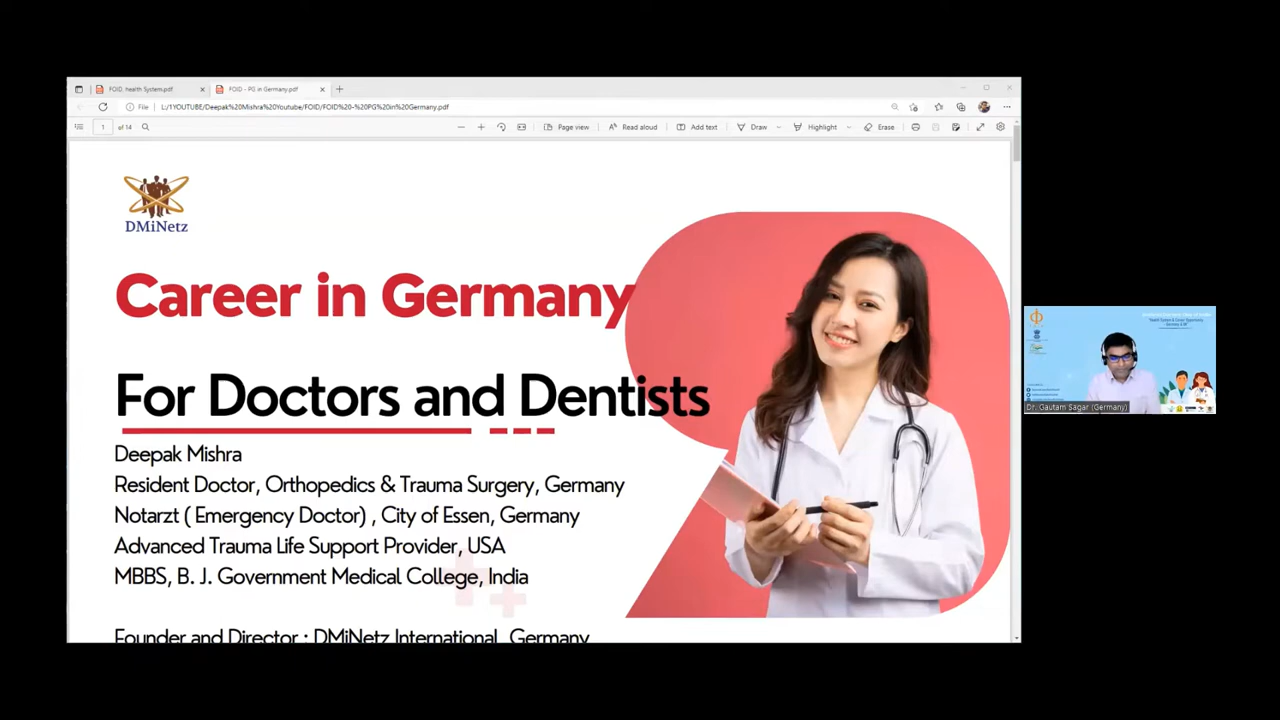 FOID, health System.pdf
FOID - PG in Germany.pdf
File
L:/1YOUTUBE/Deepak%20Mishra%20Youtube/FOID/FOID%20-%20PG%20in%20Germany.pdf
1 of 14
Page view
Read aloud
Add text
Draw
Highlight
Erase
DMiNetz
Career in Germany
For Doctors and Dentists
Deepak Mishra
Resident Doctor, Orthopedics & Trauma Surgery, Germany
Notarzt ( Emergency Doctor) , City of Essen, Germany
Advanced Trauma Life Support Provider, USA
MBBS, B. J. Government Medical College, India
Founder and Director : DMiNetz International, Germany
Dr. Gautam Sagar (Germany)